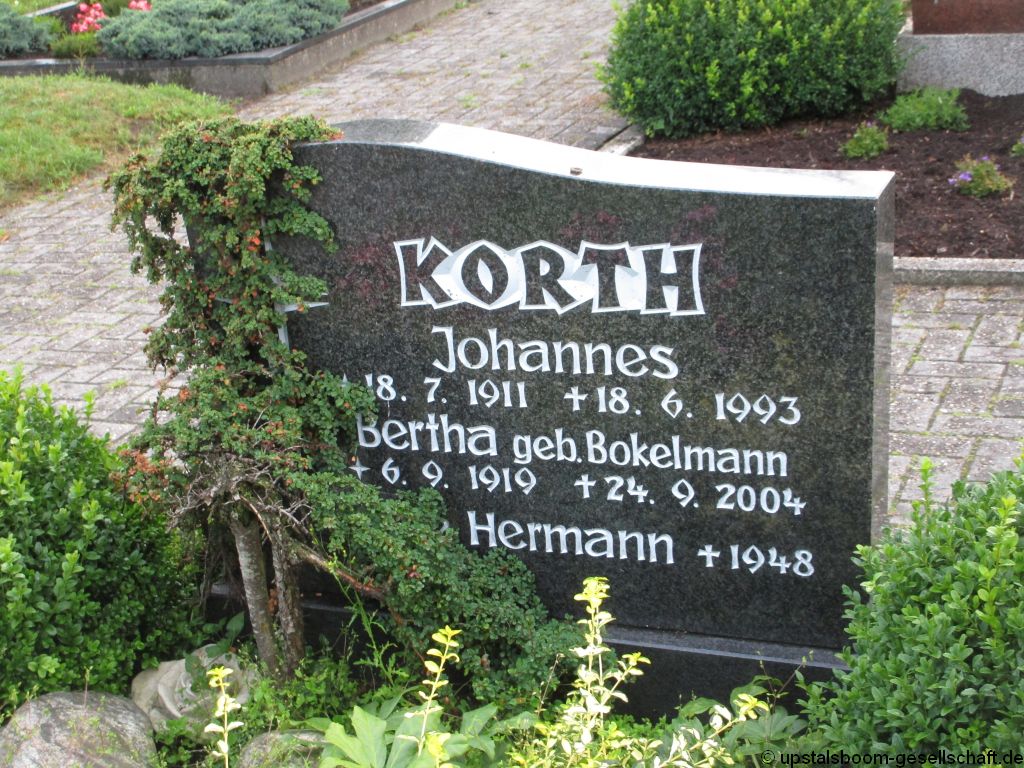 KORTH
Johannes
18. 7. 1911 ✝ 18. 6. 1993
Bertha geb. Bokelmann
6. 9. 1919 ✝ 24. 9. 2004
Hermann ✝ 1948
© upstalsboom-gesellschaft.de